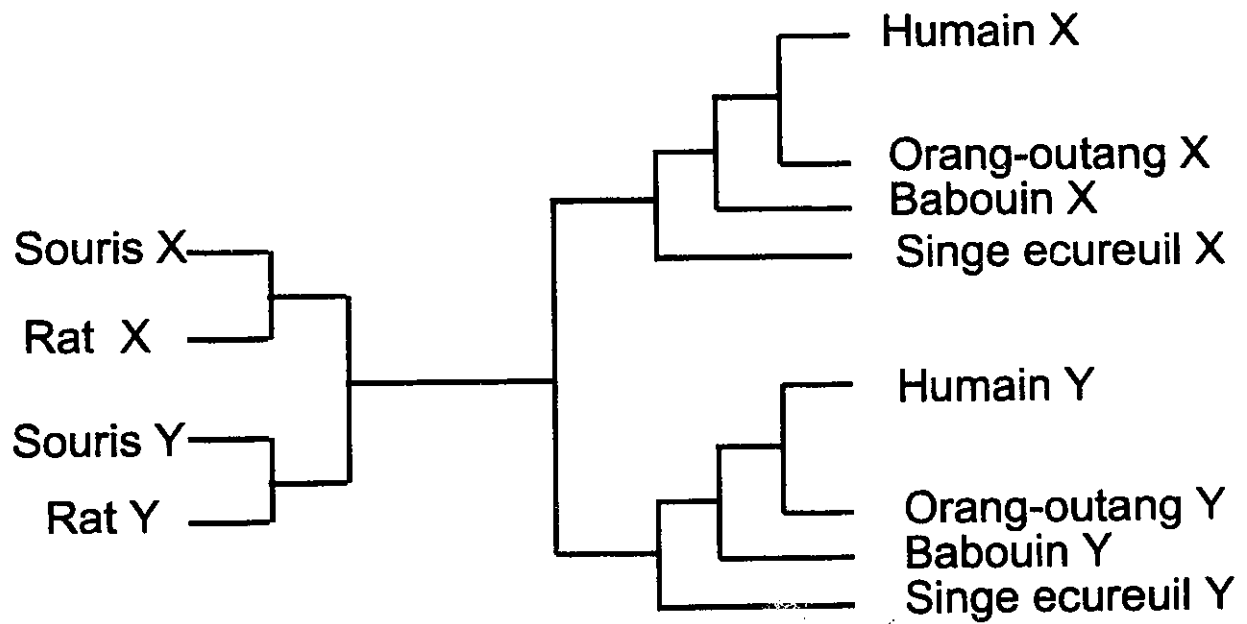 Humain X
Orang-outang X
Babouin X
Singe ecureuil X
Souris X
Rat X
Souris Y
Rat Y
Humain Y
Orang-outang Y
Babouin Y
Singe ecureuil Y